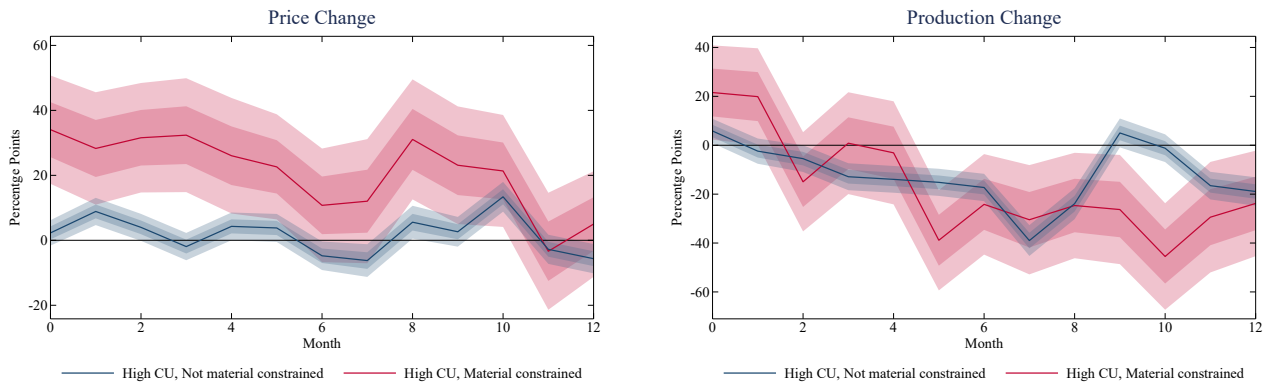 Price Change
Percentge Points
60
40
20
0
-20
0 2 4 6 8 10 12
Month
High CU, Not material constrained High CU, Material constrained
Production Change
Percentge Points
40
20
0
-20
-40
-60
0 2 4 6 8 10 12
Month
High CU, Not material constrained High CU, Material constrained